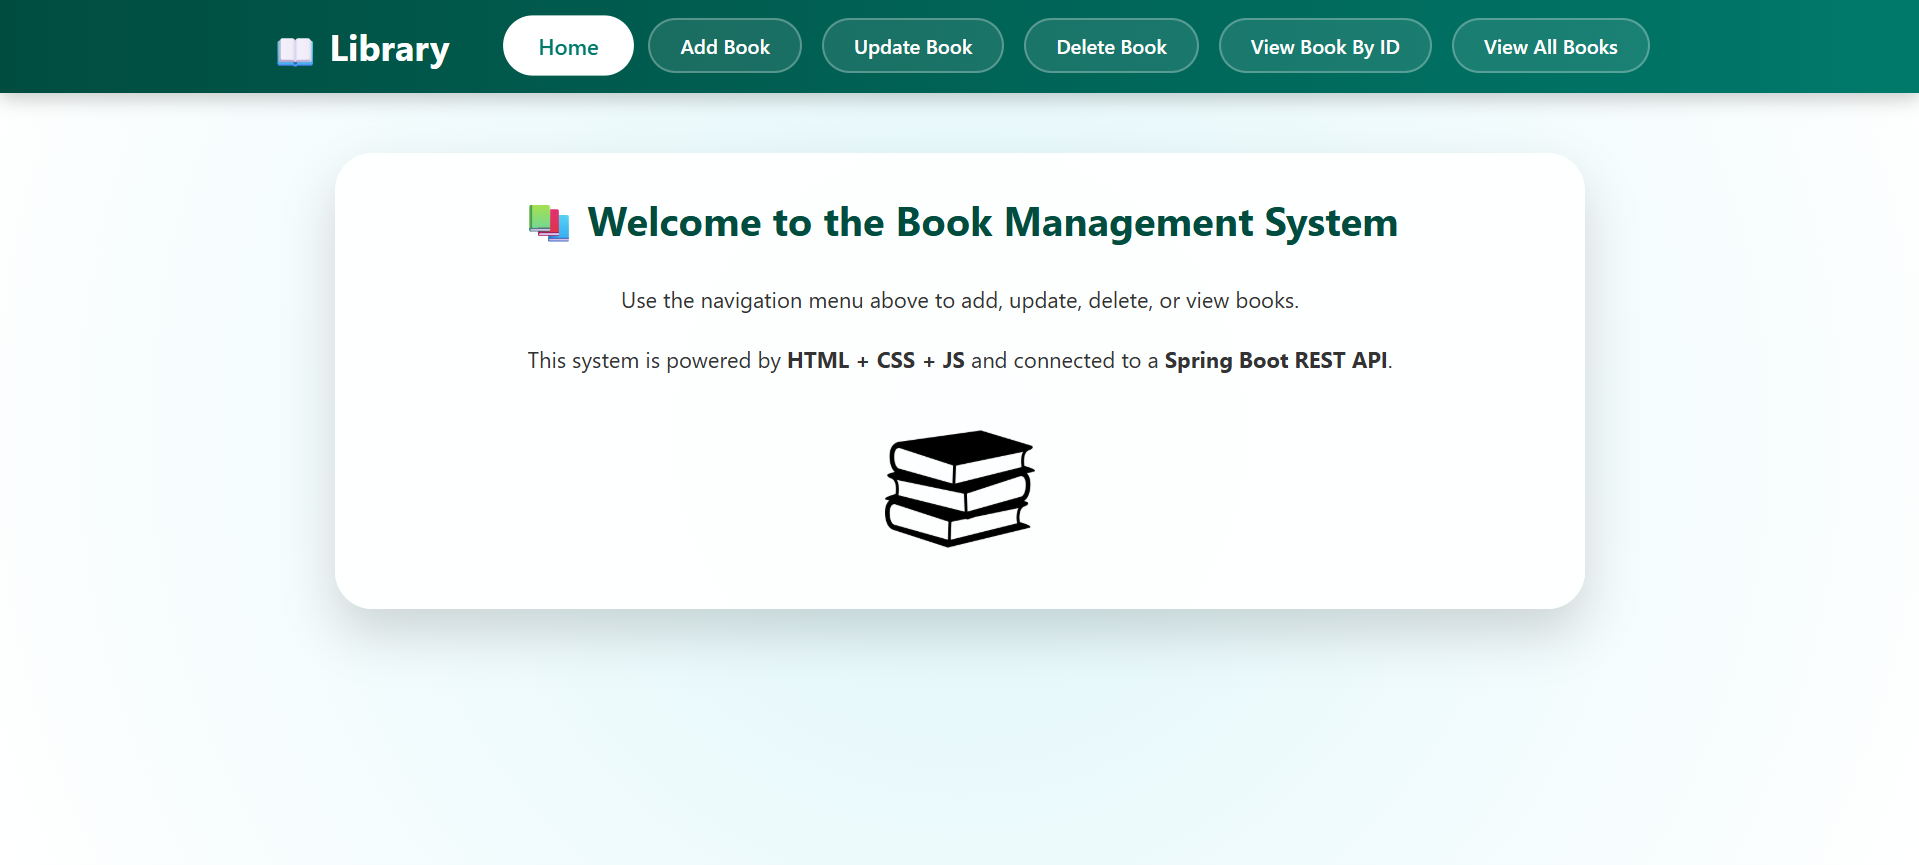 📖 Library
Home
Add Book
Update Book
Delete Book
View Book By ID
View All Books
📚 Welcome to the Book Management System
Use the navigation menu above to add, update, delete, or view books.
This system is powered by HTML + CSS + JS and connected to a Spring Boot REST API.